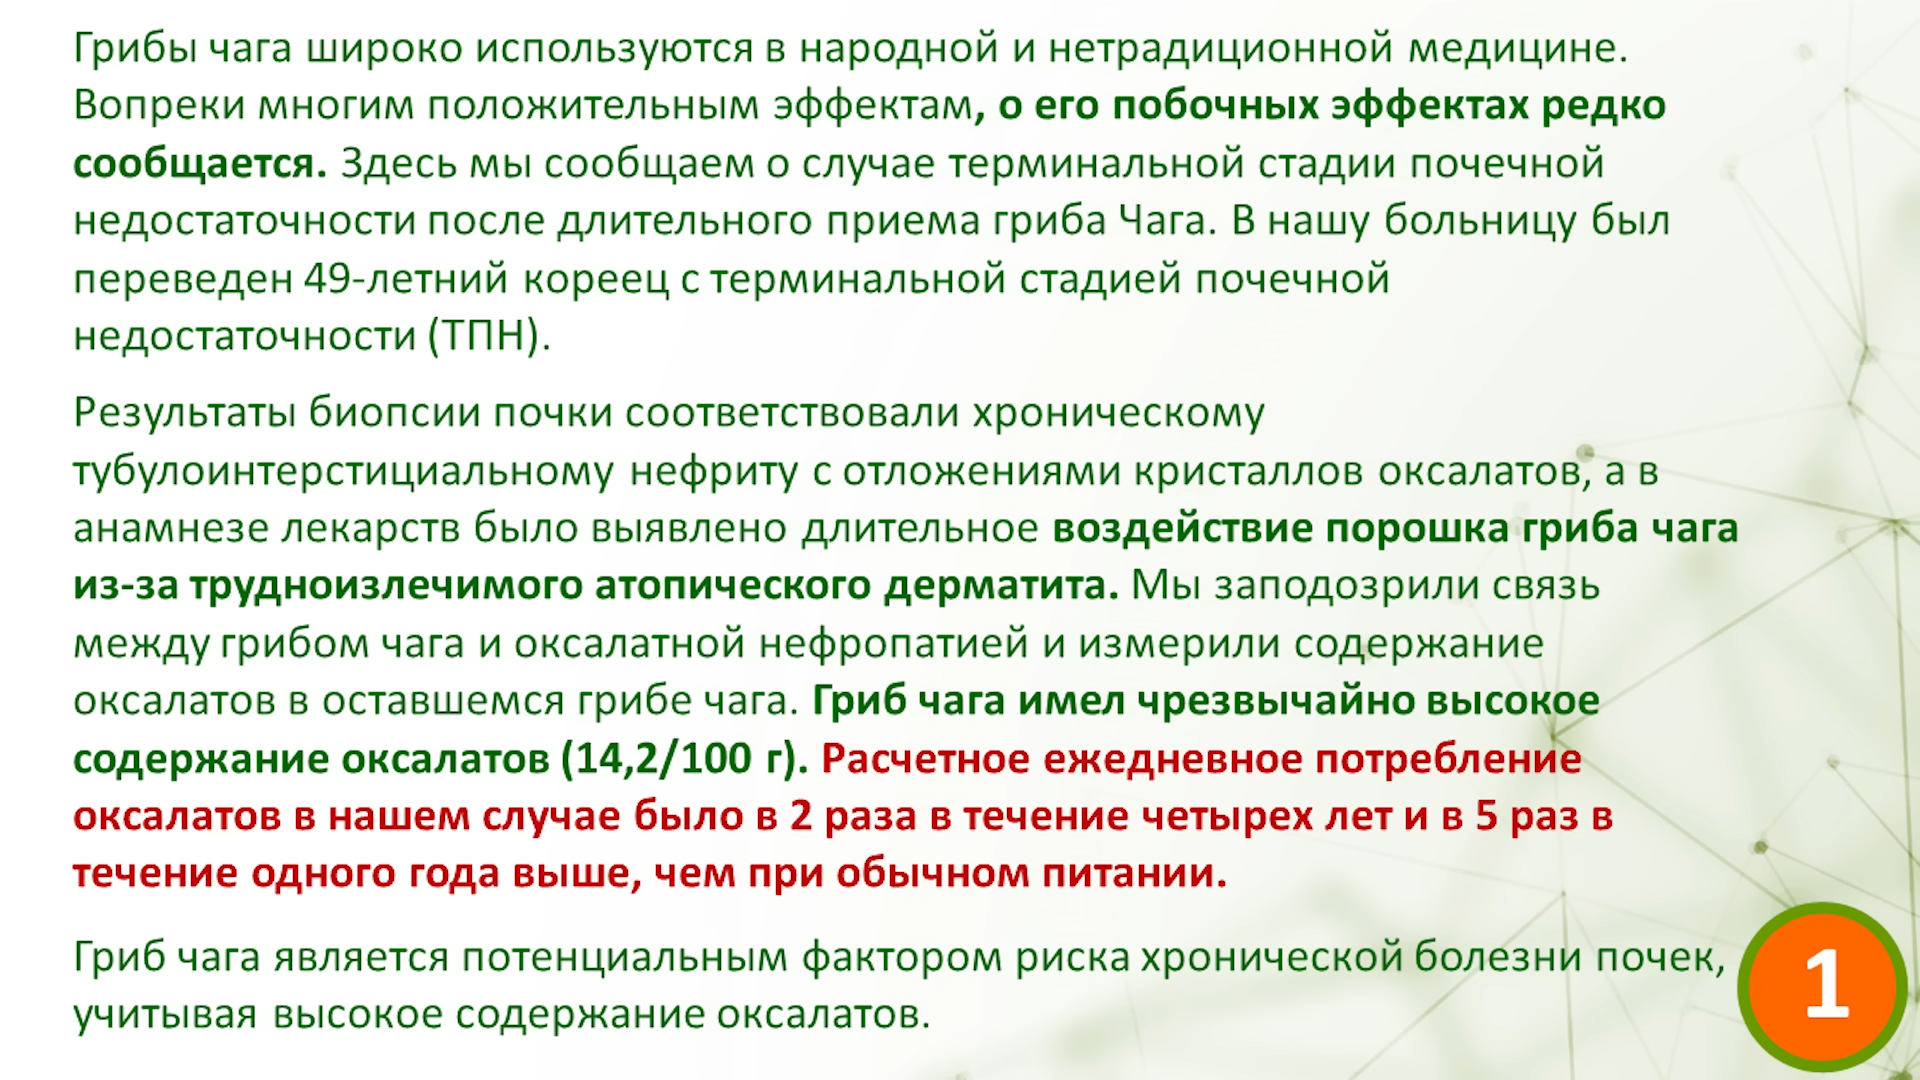 Грибы чага широко используются в народной и нетрадиционной медицине.
Вопреки многим положительным эффектам, о его побочных эффектах редко
сообщается. Здесь мы сообщаем о случае терминальной стадии почечной
недостаточности после длительного приема гриба Чага. В нашу больницу был
переведен 49-летний кореец с терминальной стадией почечной
недостаточности (ТПН).
Результаты биопсии почки соответствовали хроническому
тубулоинтерстициальному нефриту с отложениями кристаллов оксалатов, а в
анамнезе лекарств было выявлено длительное воздействие порошка гриба чага
из-за трудноизлечимого атопического дерматита. Мы заподозрили связь
между грибом чага и оксалатной нефропатией и измерили содержание
оксалатов в оставшемся грибе чага. Гриб чага имел чрезвычайно высокое
содержание оксалатов (14,2/100 г). Расчетное ежедневное потребление
оксалатов в нашем случае было в 2 раза в течение четырех лет и в 5 раз в
течение одного года выше, чем при обычном питании.
Гриб чага является потенциальным фактором риска хронической болезни почек,
учитывая высокое содержание оксалатов.
1